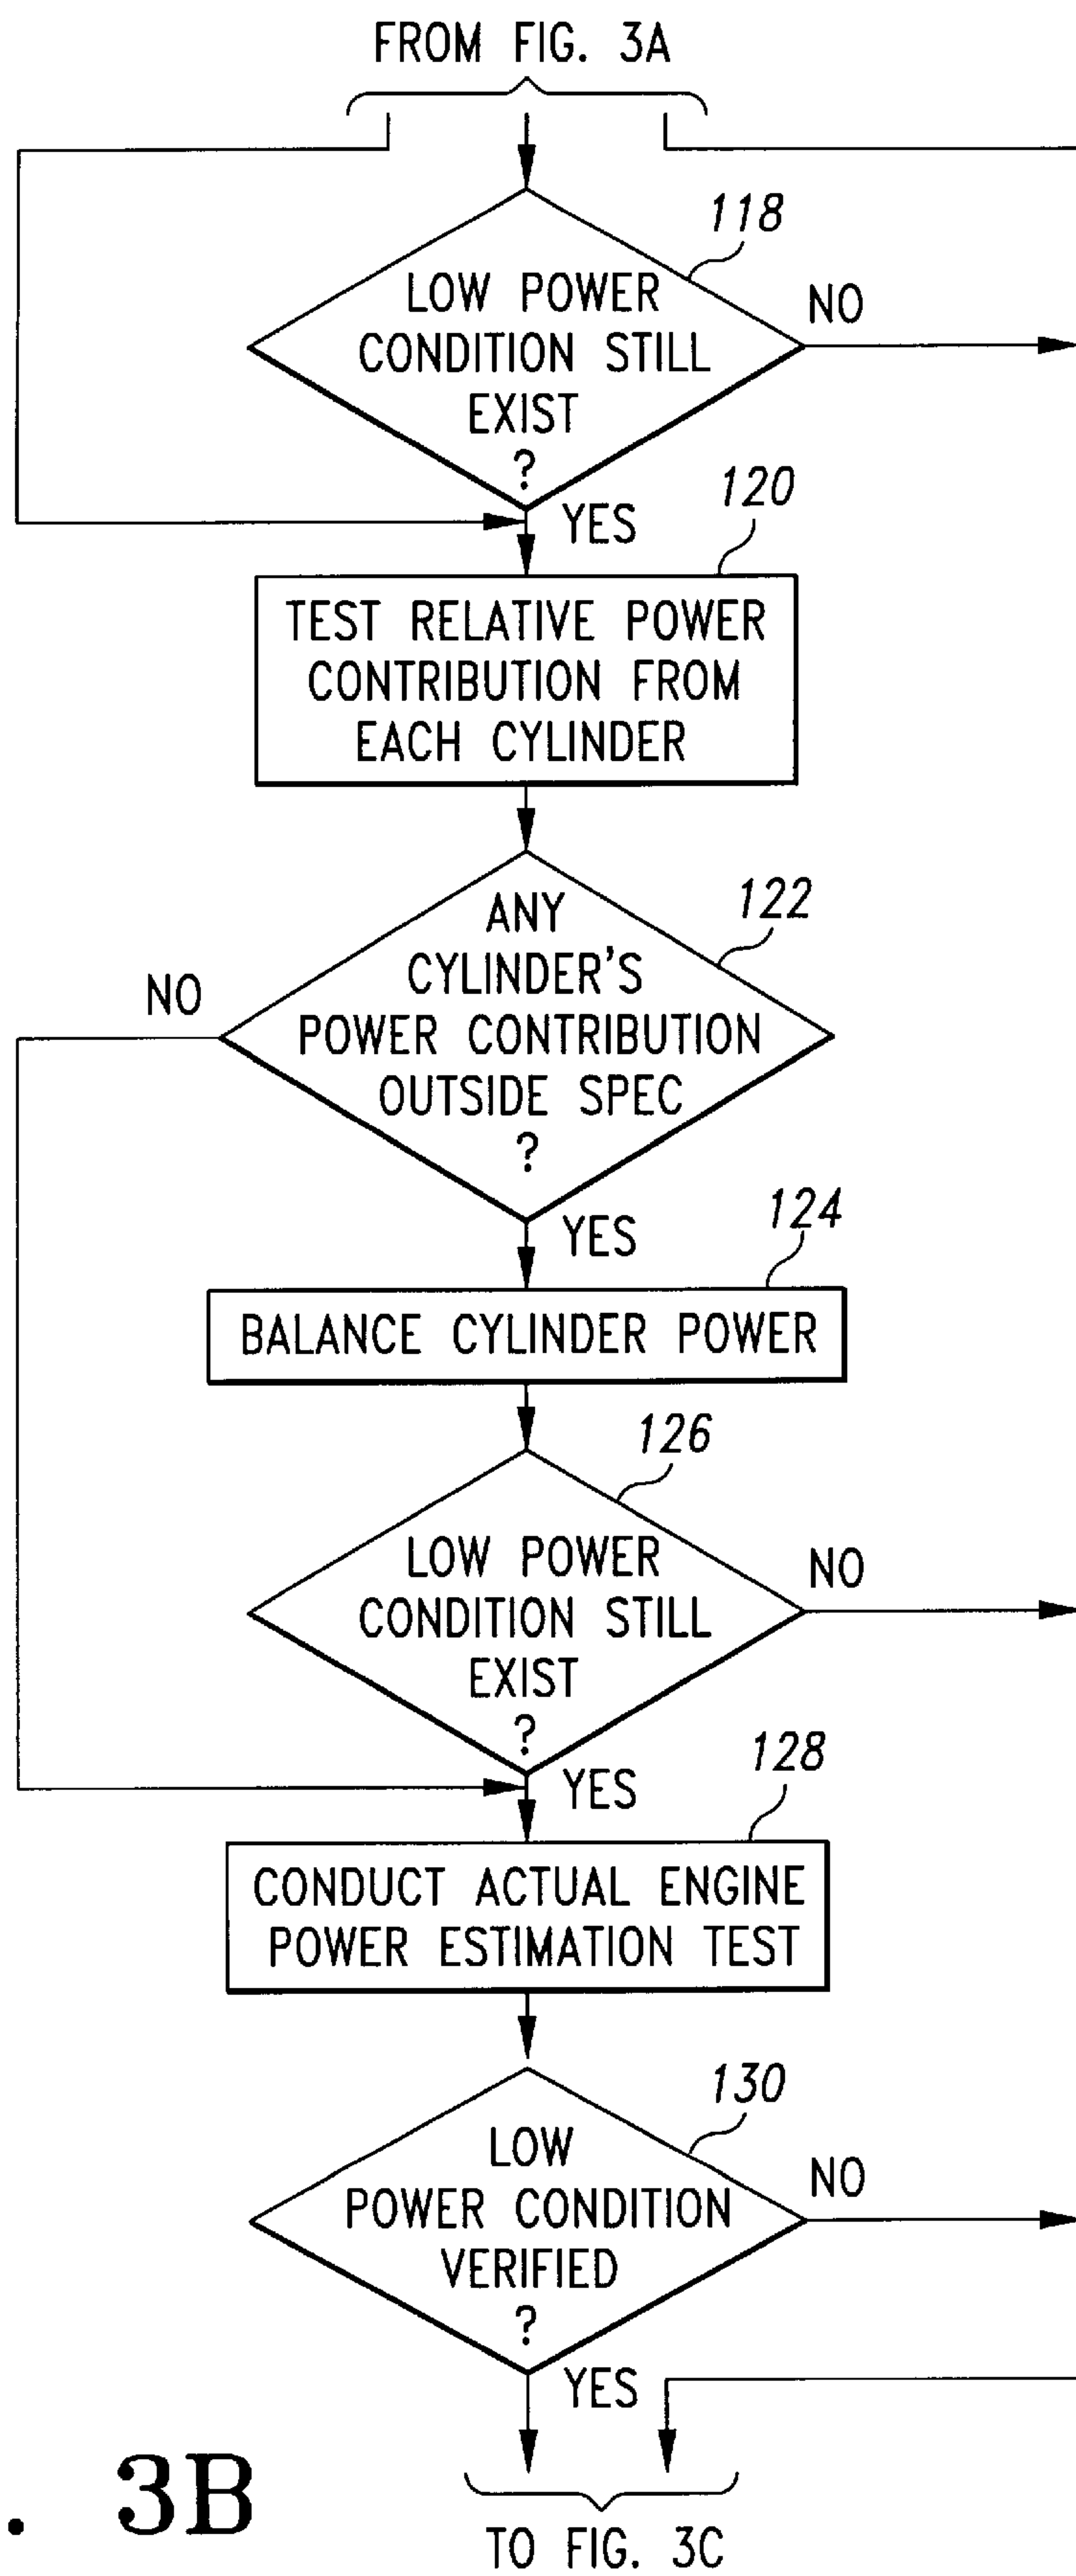 FROM FIG. 3A
118
LOW POWER
CONDITION STILL
EXIST
?
NO
YES
120
TEST RELATIVE POWER
CONTRIBUTION FROM
EACH CYLINDER
122
ANY
CYLINDER'S
POWER CONTRIBUTION
OUTSIDE SPEC
?
NO
YES
124
BALANCE CYLINDER POWER
126
LOW POWER
CONDITION STILL
EXIST
?
NO
YES
128
CONDUCT ACTUAL ENGINE
POWER ESTIMATION TEST
130
LOW
POWER CONDITION
VERIFIED
?
NO
YES
. 3B
TO FIG. 3C